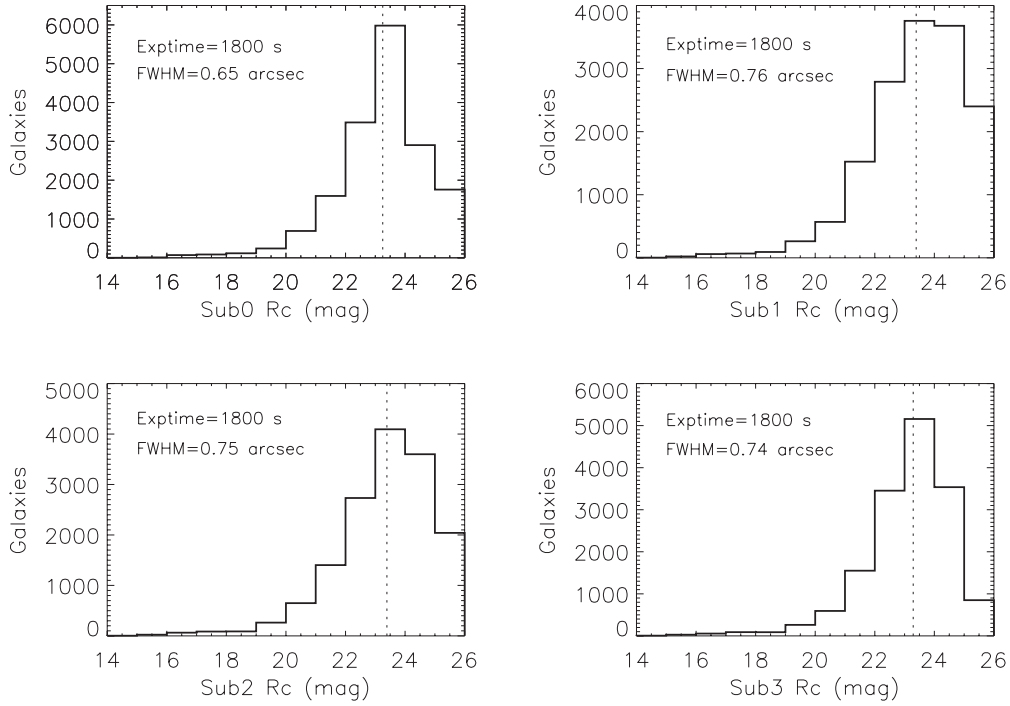 6000
5000
4000
3000
2000
1000
0
Galaxies
Exptime=1800 s
FWHM=0.65 arcsec
14 16 18 20 22 24 26
Sub0 Rc (mag)
4000
3000
2000
1000
0
Galaxies
Exptime=1800 s
FWHM=0.76 arcsec
14 16 18 20 22 24 26
Sub1 Rc (mag)
5000
4000
3000
2000
1000
0
Galaxies
Exptime=1800 s
FWHM=0.75 arcsec
14 16 18 20 22 24 26
Sub2 Rc (mag)
6000
5000
4000
3000
2000
1000
0
Galaxies
Exptime=1800 s
FWHM=0.74 arcsec
14 16 18 20 22 24 26
Sub3 Rc (mag)